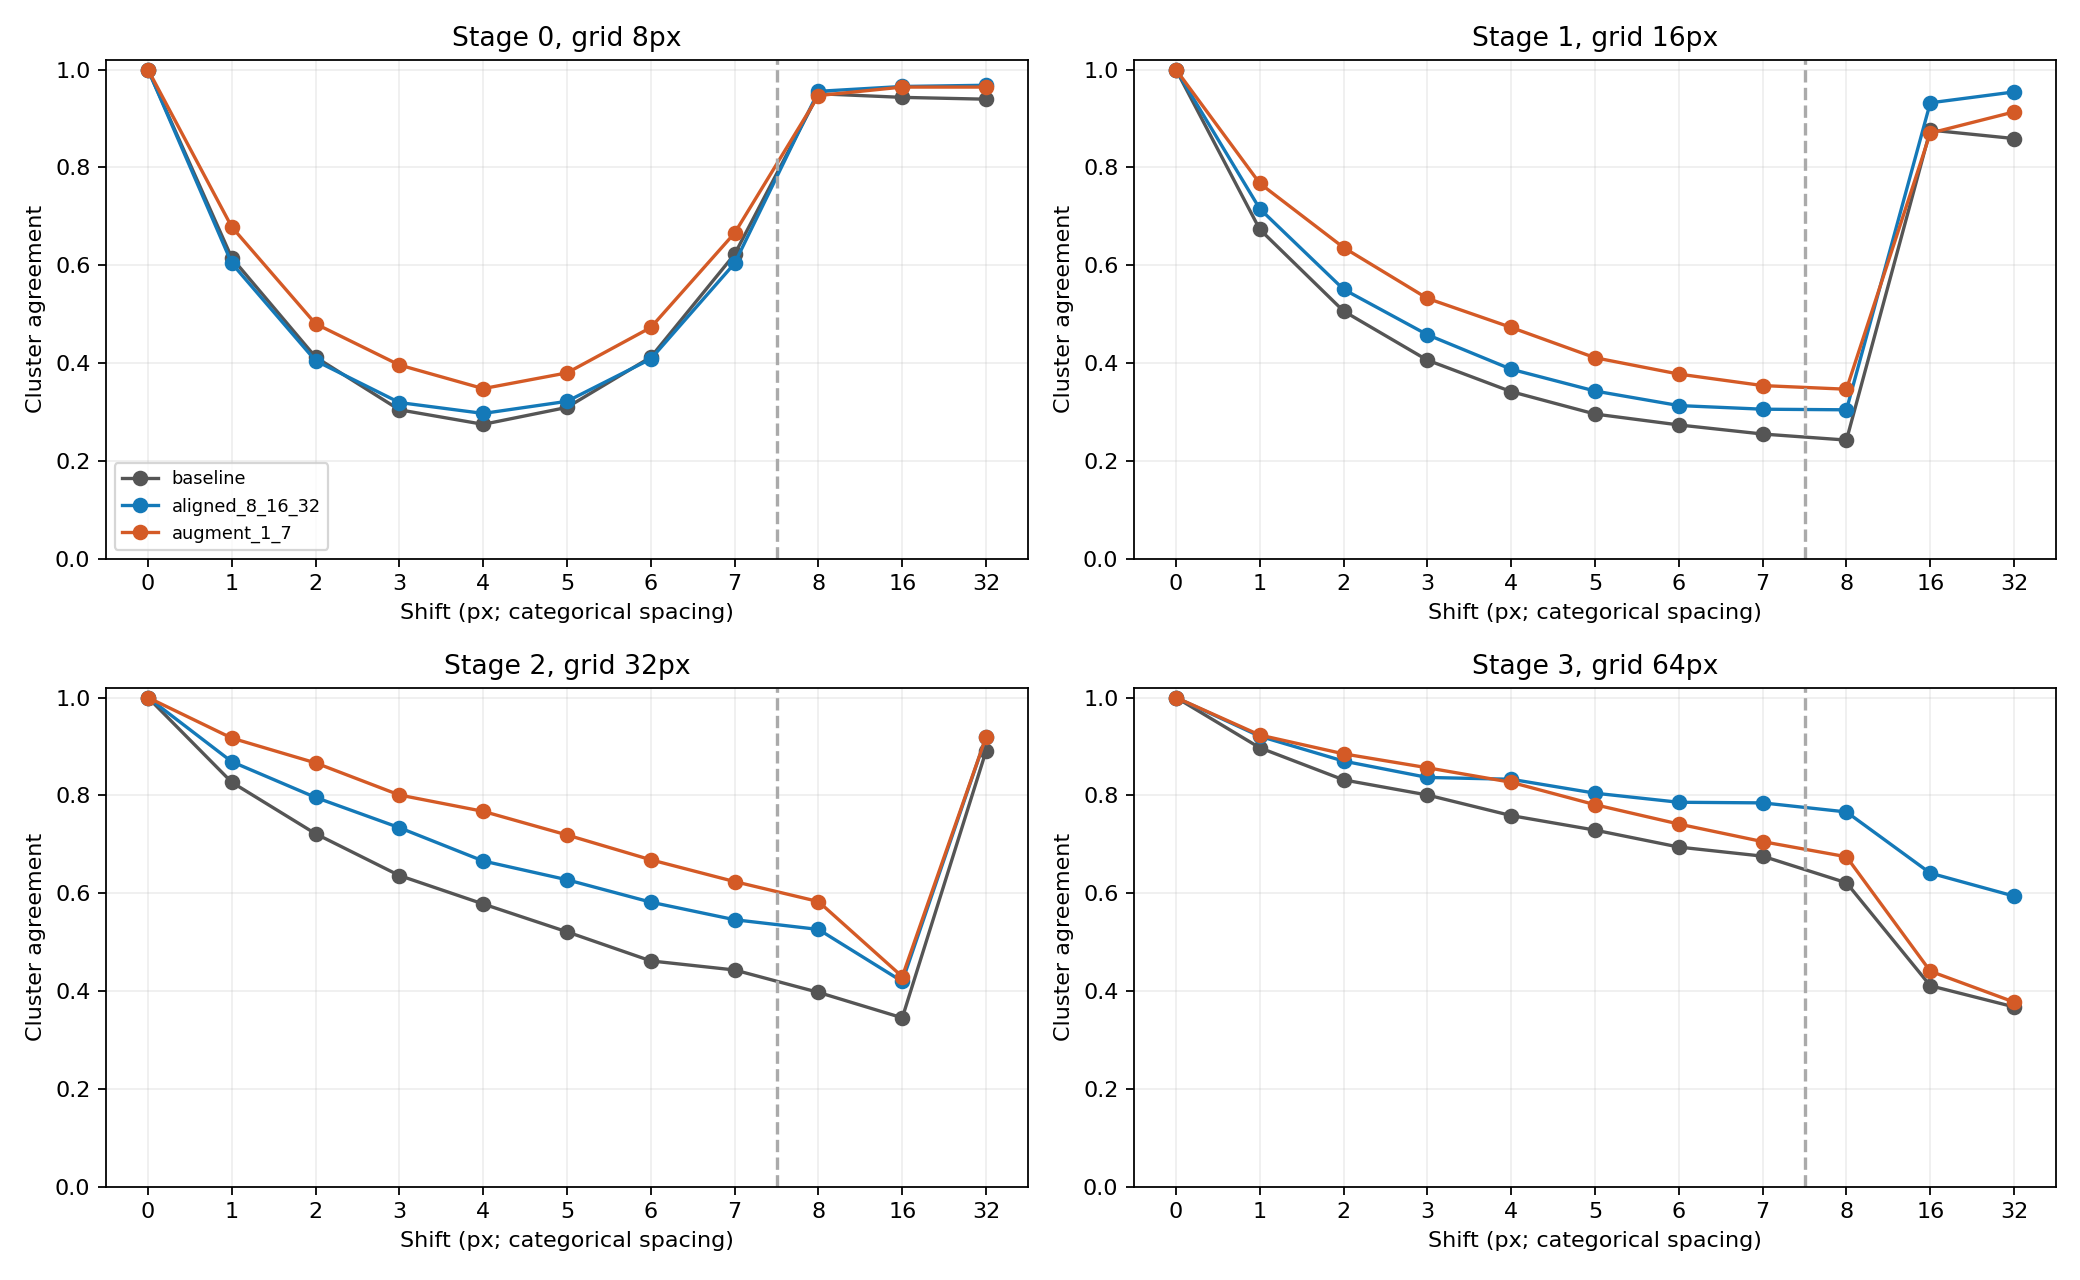 Stage 0, grid 8px
Cluster agreement
1.0
0.8
0.6
0.4
0.2
0.0
baseline
aligned_8_16_32
augment_1_7
0 1 2 3 4 5 6 7 8 16 32
Shift (px; categorical spacing)
Stage 1, grid 16px
Cluster agreement
1.0
0.8
0.6
0.4
0.2
0.0
0 1 2 3 4 5 6 7 8 16 32
Shift (px; categorical spacing)
Stage 2, grid 32px
Cluster agreement
1.0
0.8
0.6
0.4
0.2
0.0
0 1 2 3 4 5 6 7 8 16 32
Shift (px; categorical spacing)
Stage 3, grid 64px
Cluster agreement
1.0
0.8
0.6
0.4
0.2
0.0
0 1 2 3 4 5 6 7 8 16 32
Shift (px; categorical spacing)